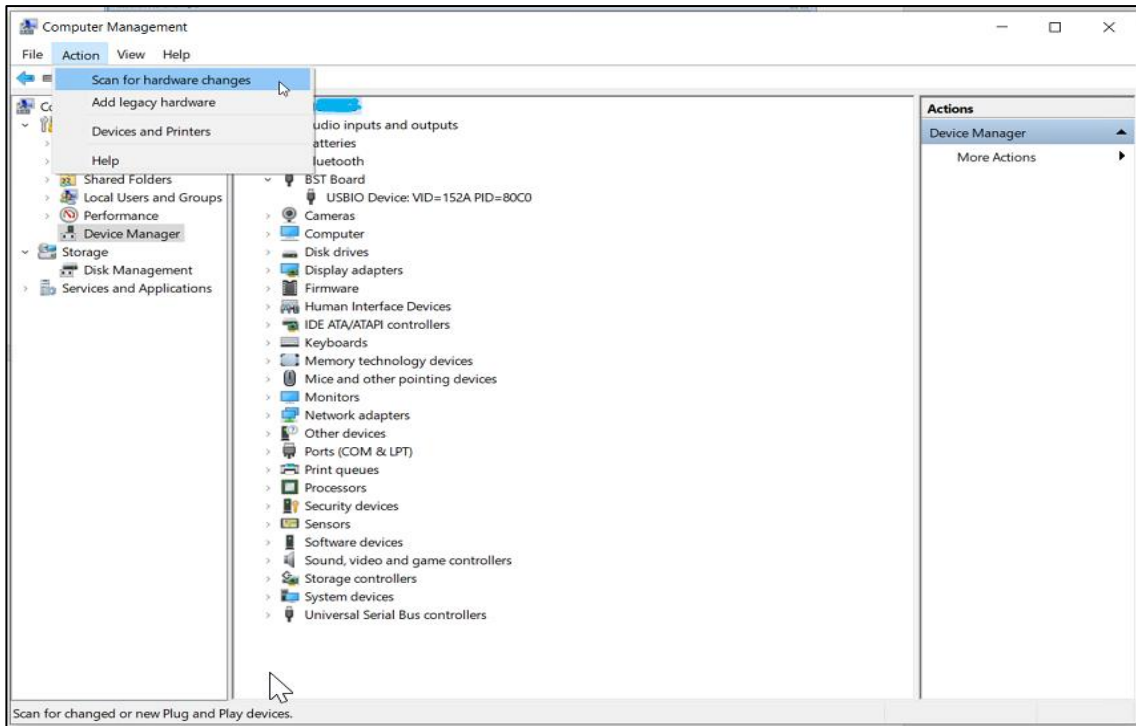 Computer Management
File Action View Help
Scan for hardware changes
Add legacy hardware
Devices and Printers
Help
Shared Folders
Local Users and Groups
Performance
Device Manager
Storage
Disk Management
Services and Applications
udio inputs and outputs
atteries
luetooth
BST Board
USBIO Device: VID=152A PID=80C0
Cameras
Computer
Disk drives
Display adapters
Firmware
Human Interface Devices
IDE ATA/ATAPI controllers
Keyboards
Memory technology devices
Mice and other pointing devices
Monitors
Network adapters
Other devices
Ports (COM & LPT)
Print queues
Processors
Security devices
Sensors
Software devices
Sound, video and game controllers
Storage controllers
System devices
Universal Serial Bus controllers
Actions
Device Manager
More Actions
Scan for changed or new Plug and Play devices.